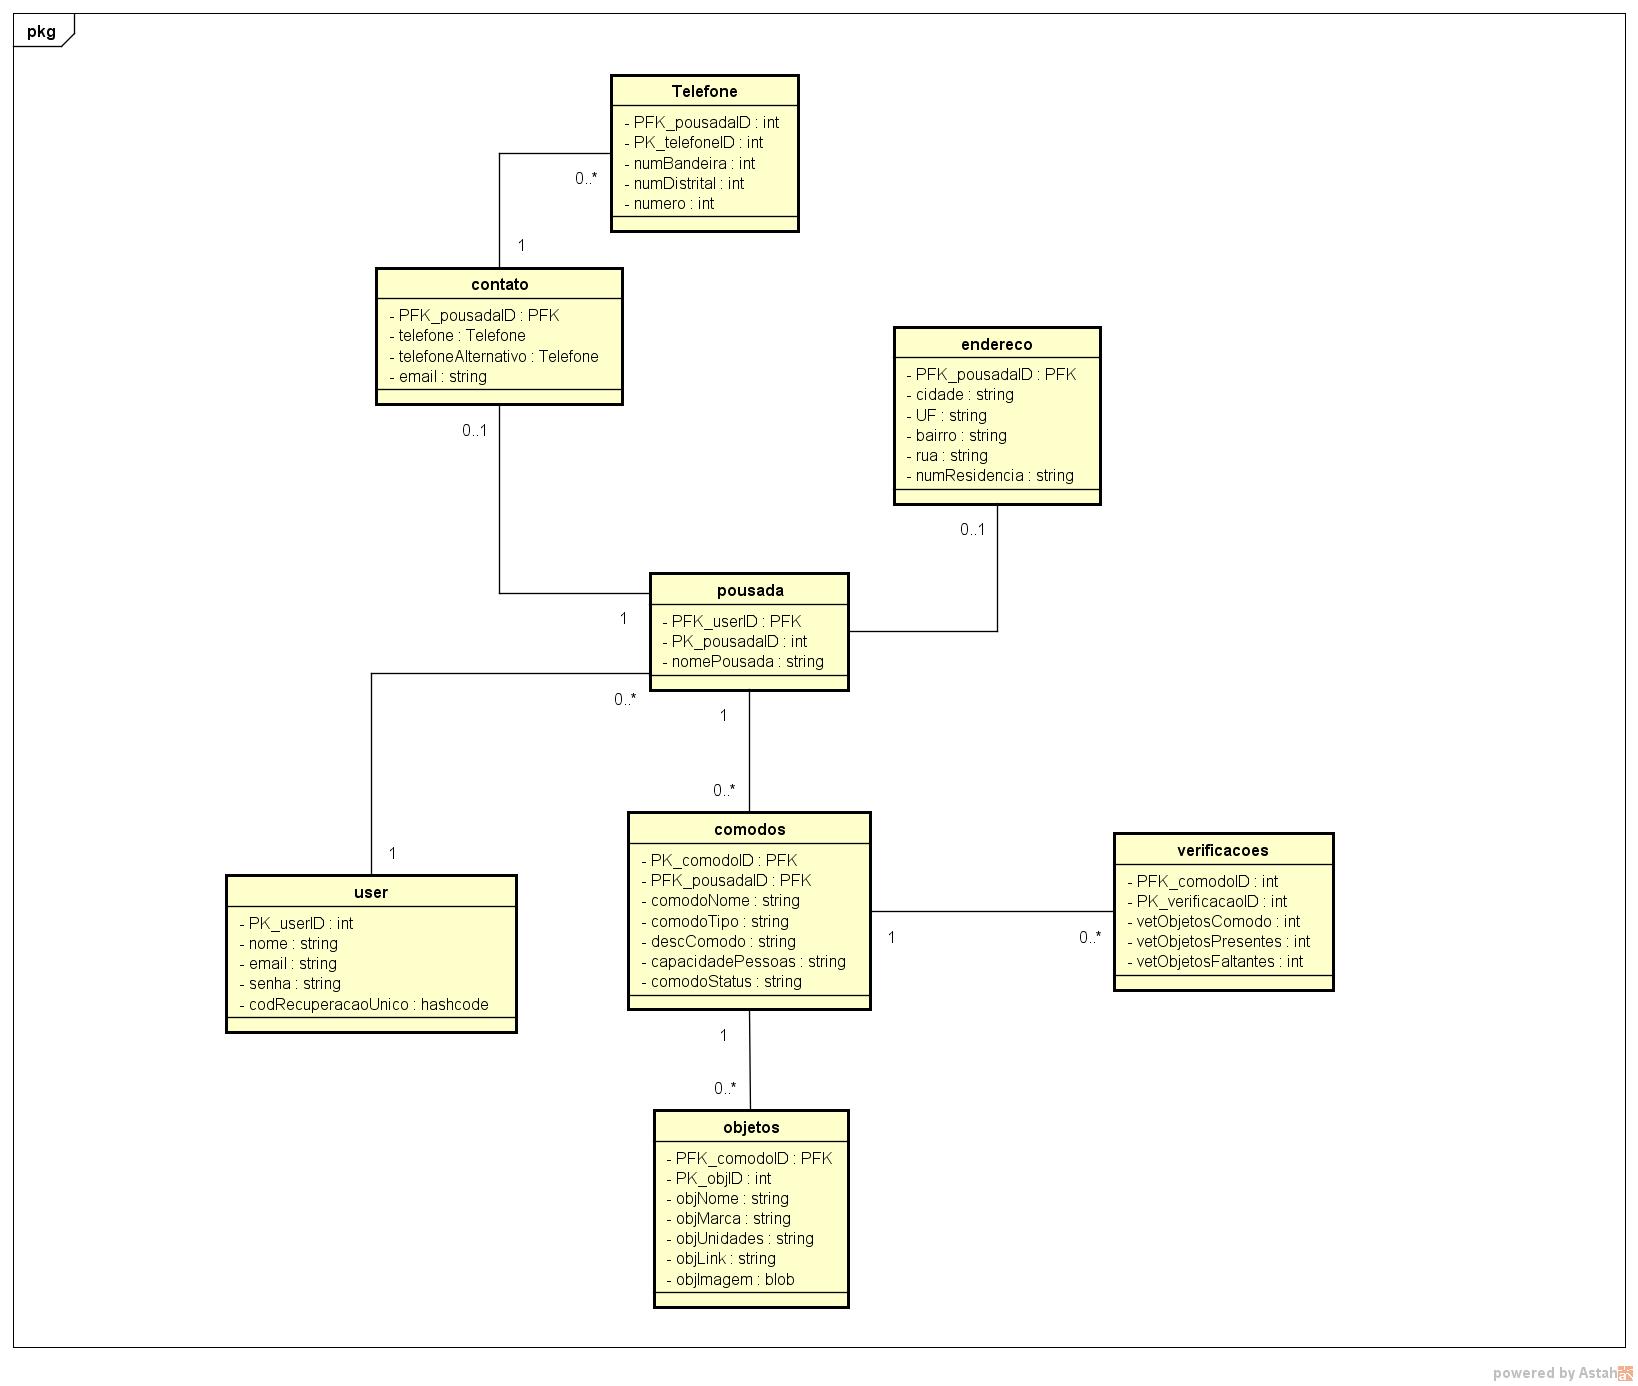 pkg
Telefone
- PFK_pousadaID : int
- PK_telefoneID : int
- numBandeira : int
- numDistrital : int
- numero : int
0..*
1
contato
- PFK_pousadaID : PFK
- telefone : Telefone
- telefoneAlternativo : Telefone
- email : string
0..1
endereco
- PFK_pousadaID : PFK
- cidade : string
- UF : string
- bairro : string
- rua : string
- numResidencia : string
0..1
pousada
- PFK_userID : PFK
- PK_pousadaID : int
- nomePousada : string
1
0..*
1
0..*
comodos
- PK_comodoID : PFK
- PFK_pousadaID : PFK
- comodoNome : string
- comodoTipo : string
- descComodo : string
- capacidadePessoas : string
- comodoStatus : string
1
0..*
verificacoes
- PFK_comodoID : int
- PK_verificacaoID : int
- vetObjetosComodo : int
- vetObjetosPresentes : int
- vetObjetosFaltantes : int
1
user
- PK_userID : int
- nome : string
- email : string
- senha : string
- codRecuperacaoUnico : hashcode
1
0..*
objetos
- PFK_comodoID : PFK
- PK_objID : int
- objNome : string
- objMarca : string
- objUnidades : string
- objLink : string
- objImagem : blob
powered by Astah